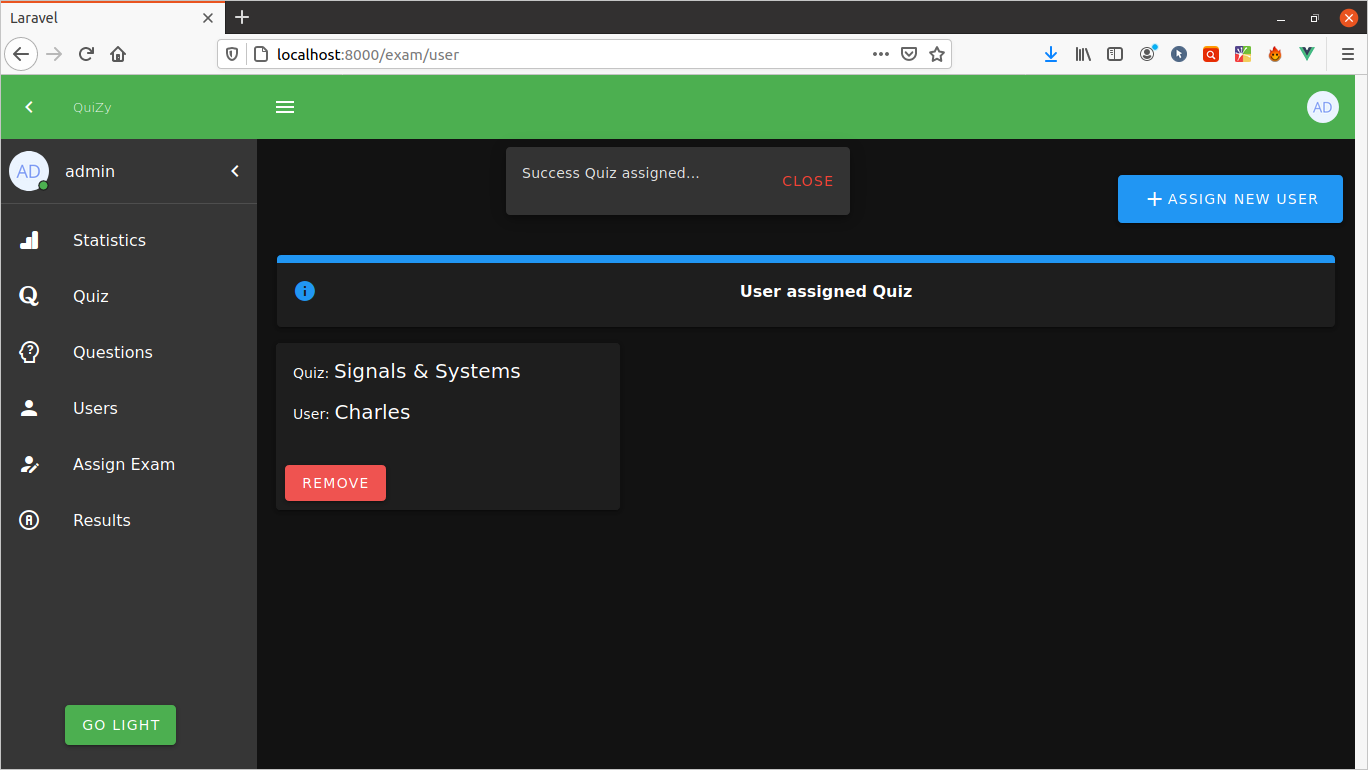 Laravel
localhost:8000/exam/user
QuiZy
AD
AD
admin
Success Quiz assigned...
CLOSE
ASSIGN NEW USER
Statistics
Quiz
Questions
Users
Assign Exam
Results
User assigned Quiz
Quiz: Signals & Systems
User: Charles
REMOVE
GO LIGHT